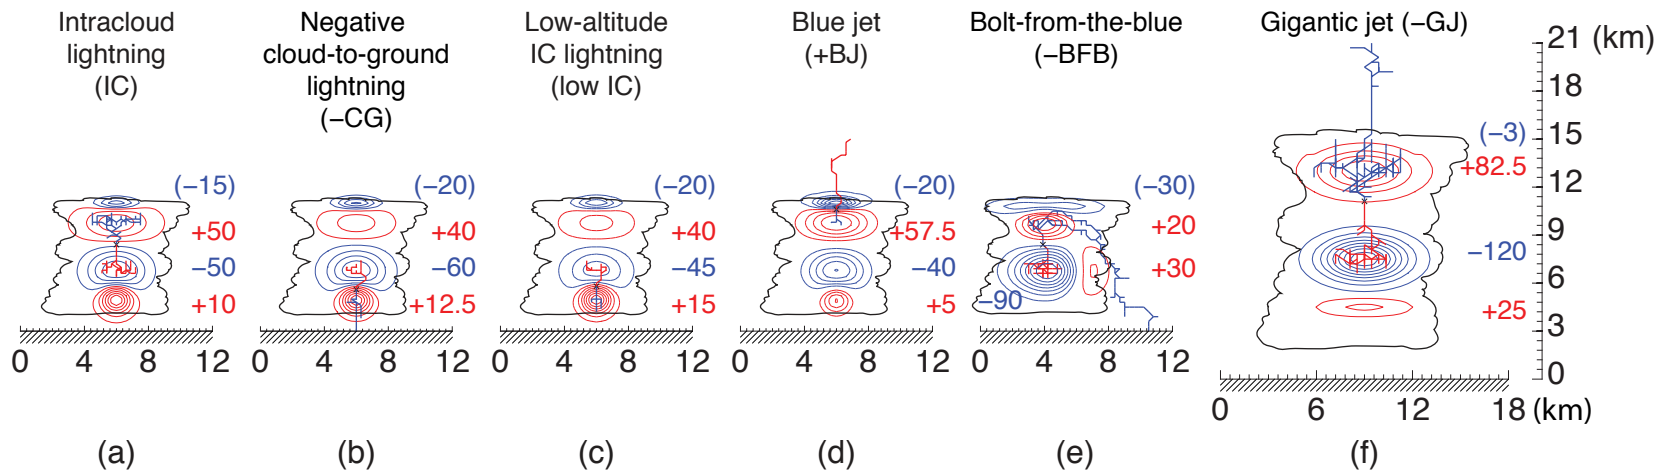 Intracloud
lightning
(IC)
Negative
cloud-to-ground
lightning
(−CG)
Low-altitude
IC lightning
(low IC)
Blue jet
(+BJ)
Bolt-from-the-blue
(−BFB)
Gigantic jet (−GJ)
(−15)
+50
−50
+10
(−20)
+40
−60
+12.5
(−20)
+40
−45
+15
(−20)
+57.5
−40
+5
(−30)
+20
+30
−90
(−3)
+82.5
−120
+25
21 (km)
18
15
12
9
6
3
0
0 4 8 12
0 4 8 12
0 4 8 12
0 4 8 12
0 4 8 12
0 6 12 18 (km)
(a) (b) (c) (d) (e) (f)